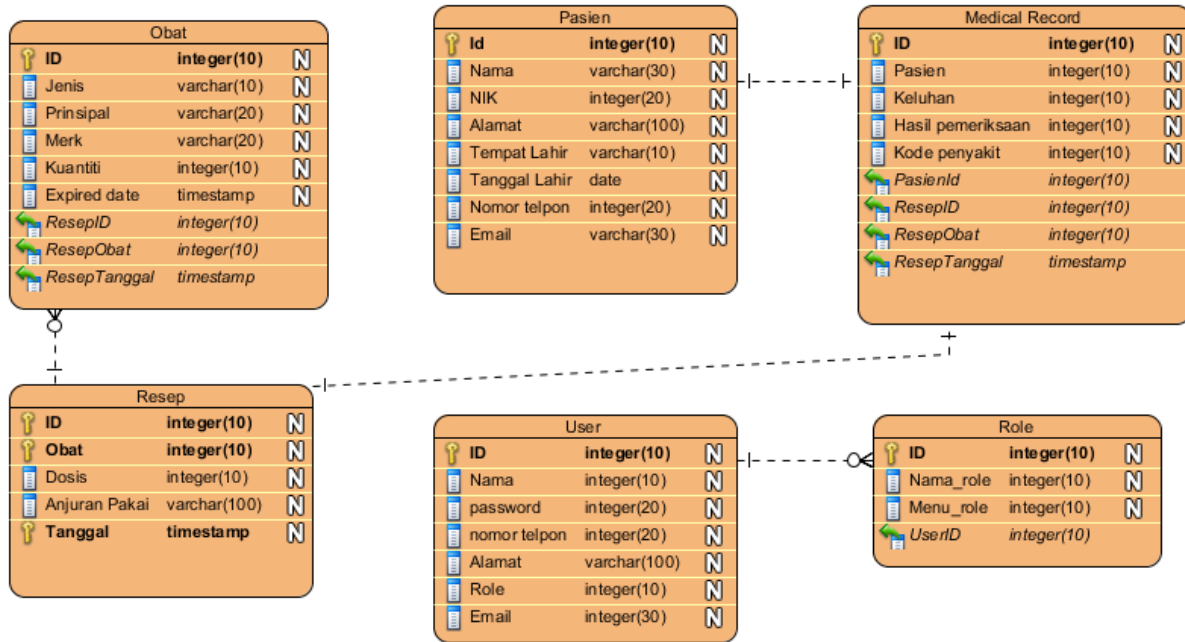 Obat
ID integer(10) N
Jenis varchar(10) N
Prinsipal varchar(20) N
Merk varchar(20) N
Kuantiti integer(10) N
Expired date timestamp N
ResepID integer(10)
ResepObat integer(10)
ResepTanggal timestamp
Pasien
Id integer(10) N
Nama varchar(30) N
NIK integer(20) N
Alamat varchar(100) N
Tempat Lahir varchar(10) N
Tanggal Lahir date N
Nomor telpon integer(20) N
Email varchar(30) N
Medical Record
ID integer(10) N
Pasien integer(10) N
Keluhan integer(10) N
Hasil pemeriksaan integer(10) N
Kode penyakit integer(10) N
PasienId integer(10)
ResepID integer(10)
ResepObat integer(10)
ResepTanggal timestamp
Resep
ID integer(10) N
Obat integer(10) N
Dosis integer(10) N
Anjuran Pakai varchar(100) N
Tanggal timestamp N
User
ID integer(10) N
Nama integer(10) N
password integer(20) N
nomor telpon integer(20) N
Alamat varchar(100) N
Role integer(10) N
Email integer(30) N
Role
ID integer(10) N
Nama_role integer(10) N
Menu_role integer(10) N
UserID integer(10)